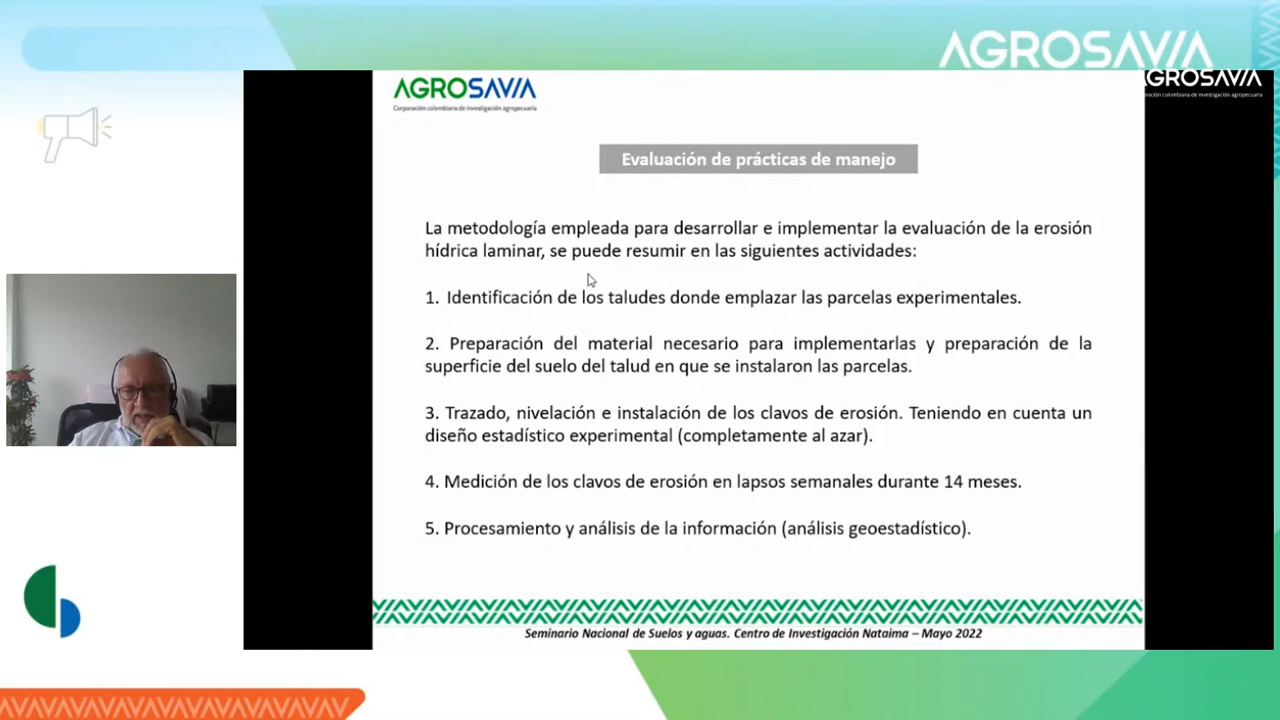 AGROSAVIA
AGROSAVIA
Corporación colombiana de investigación agropecuaria
AGROSAVIA
ración colombiana de investigación agropecuaria
Evaluación de prácticas de manejo
La metodología empleada para desarrollar e implementar la evaluación de la erosión
hídrica laminar, se puede resumir en las siguientes actividades:
1. Identificación de los taludes donde emplazar las parcelas experimentales.
2. Preparación del material necesario para implementarlas y preparación de la
superficie del suelo del talud en que se instalaron las parcelas.
3. Trazado, nivelación e instalación de los clavos de erosión. Teniendo en cuenta un
diseño estadístico experimental (completamente al azar).
4. Medición de los clavos de erosión en lapsos semanales durante 14 meses.
5. Procesamiento y análisis de la información (análisis geoestadístico).
Seminario Nacional de Suelos y aguas. Centro de Investigación Nataima – Mayo 2022